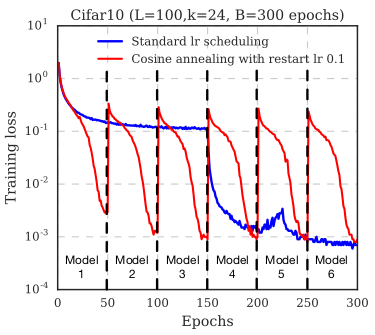 Cifar10 (L=100,k=24, B=300 epochs)
10^1
Standard lr scheduling
Cosine annealing with restart lr 0.1
10^0
10^-1
10^-2
10^-3
10^-4
Training loss
Model 1
Model 2
Model 3
Model 4
Model 5
Model 6
0 50 100 150 200 250 300
Epochs